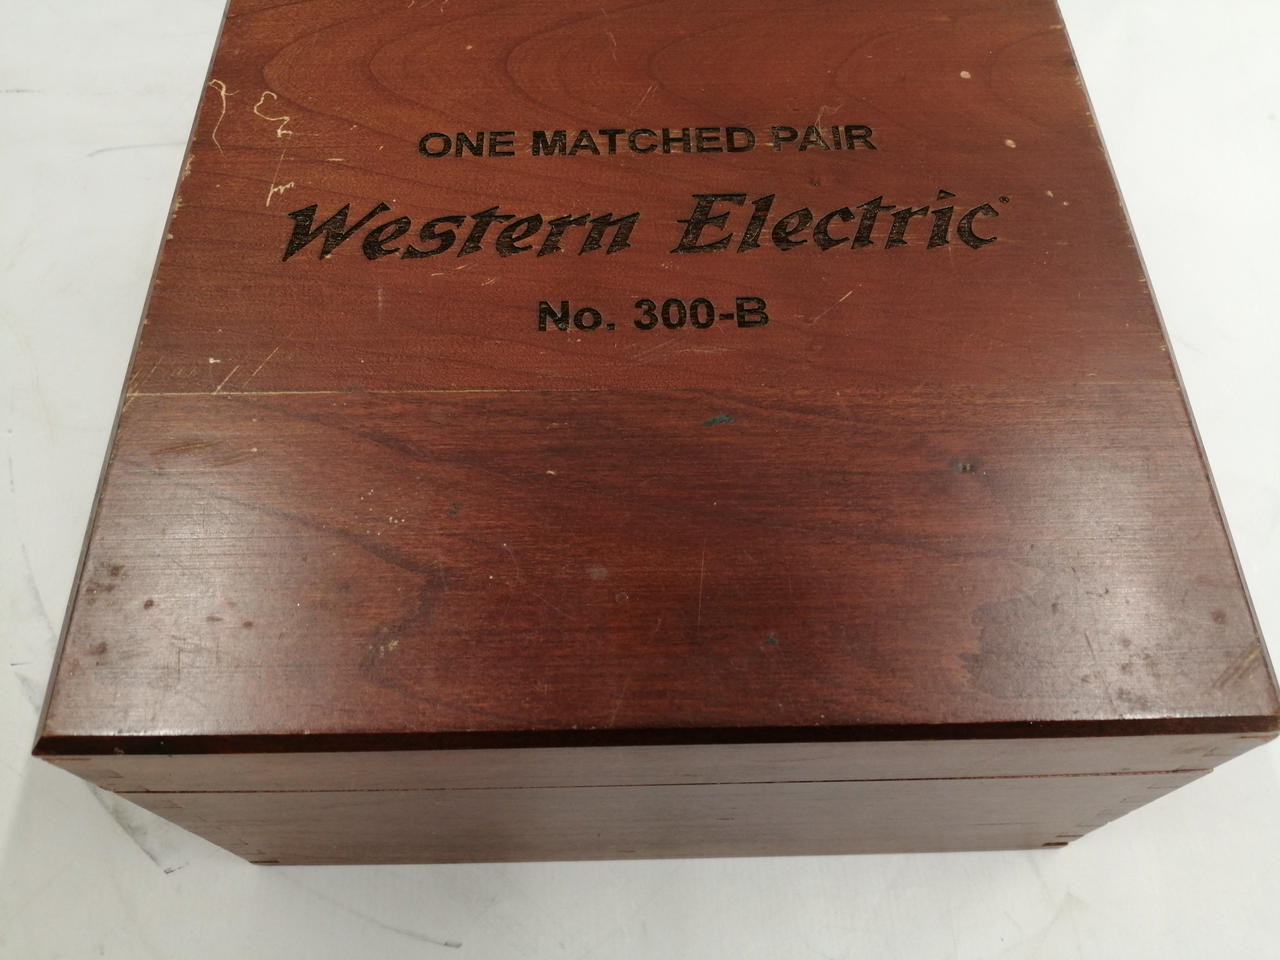 ONE MATCHED PAIR
Western Electric
No. 300-B